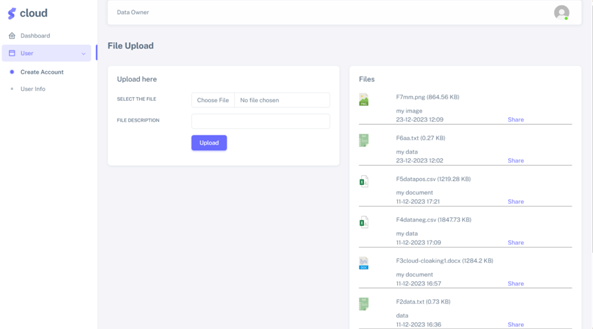 cloud
Data Owner
Dashboard
User
Create Account
User Info
File Upload
Upload here
SELECT THE FILE
Choose File No file chosen
FILE DESCRIPTION
Upload
Files
F7mm.png (864.56 KB)
my image
23-12-2023 12:09 Share
F6aa.txt (0.27 KB)
my data
23-12-2023 12:02 Share
F5datapos.csv (1219.28 KB)
my document
11-12-2023 17:21 Share
F4dataneg.csv (1847.73 KB)
my data
11-12-2023 17:09 Share
F3cloud-cloaking1.docx (1284.2 KB)
my document
11-12-2023 16:57 Share
F2data.txt (0.73 KB)
data
11-12-2023 16:36 Share